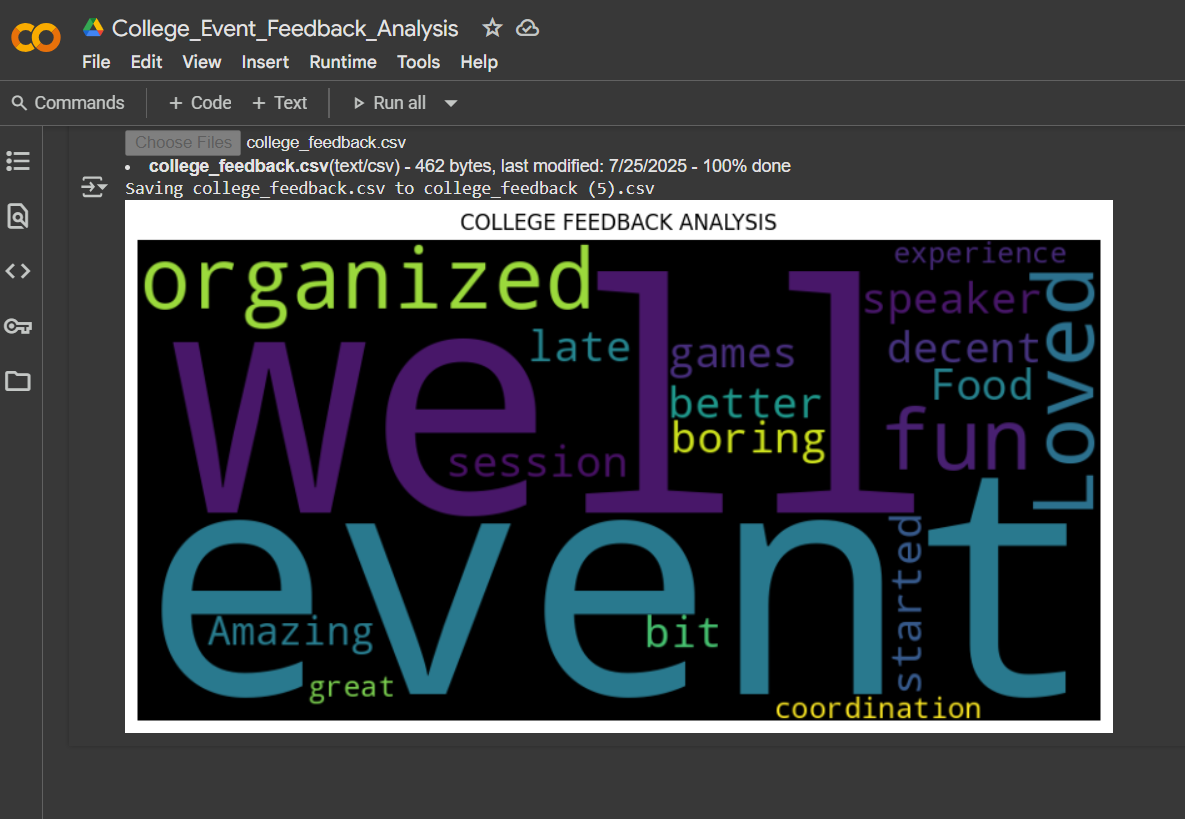 College_Event_Feedback_Analysis
File Edit View Insert Runtime Tools Help
Commands + Code + Text Run all
Choose Files college_feedback.csv
• college_feedback.csv(text/csv) - 462 bytes, last modified: 7/25/2025 - 100% done
Saving college_feedback.csv to college_feedback (5).csv
COLLEGE FEEDBACK ANALYSIS
organized
experience
well
speaker
Loved
late
games
decent
better
Food
boring
fun
session
event
started
Amazing
bit
great
coordination